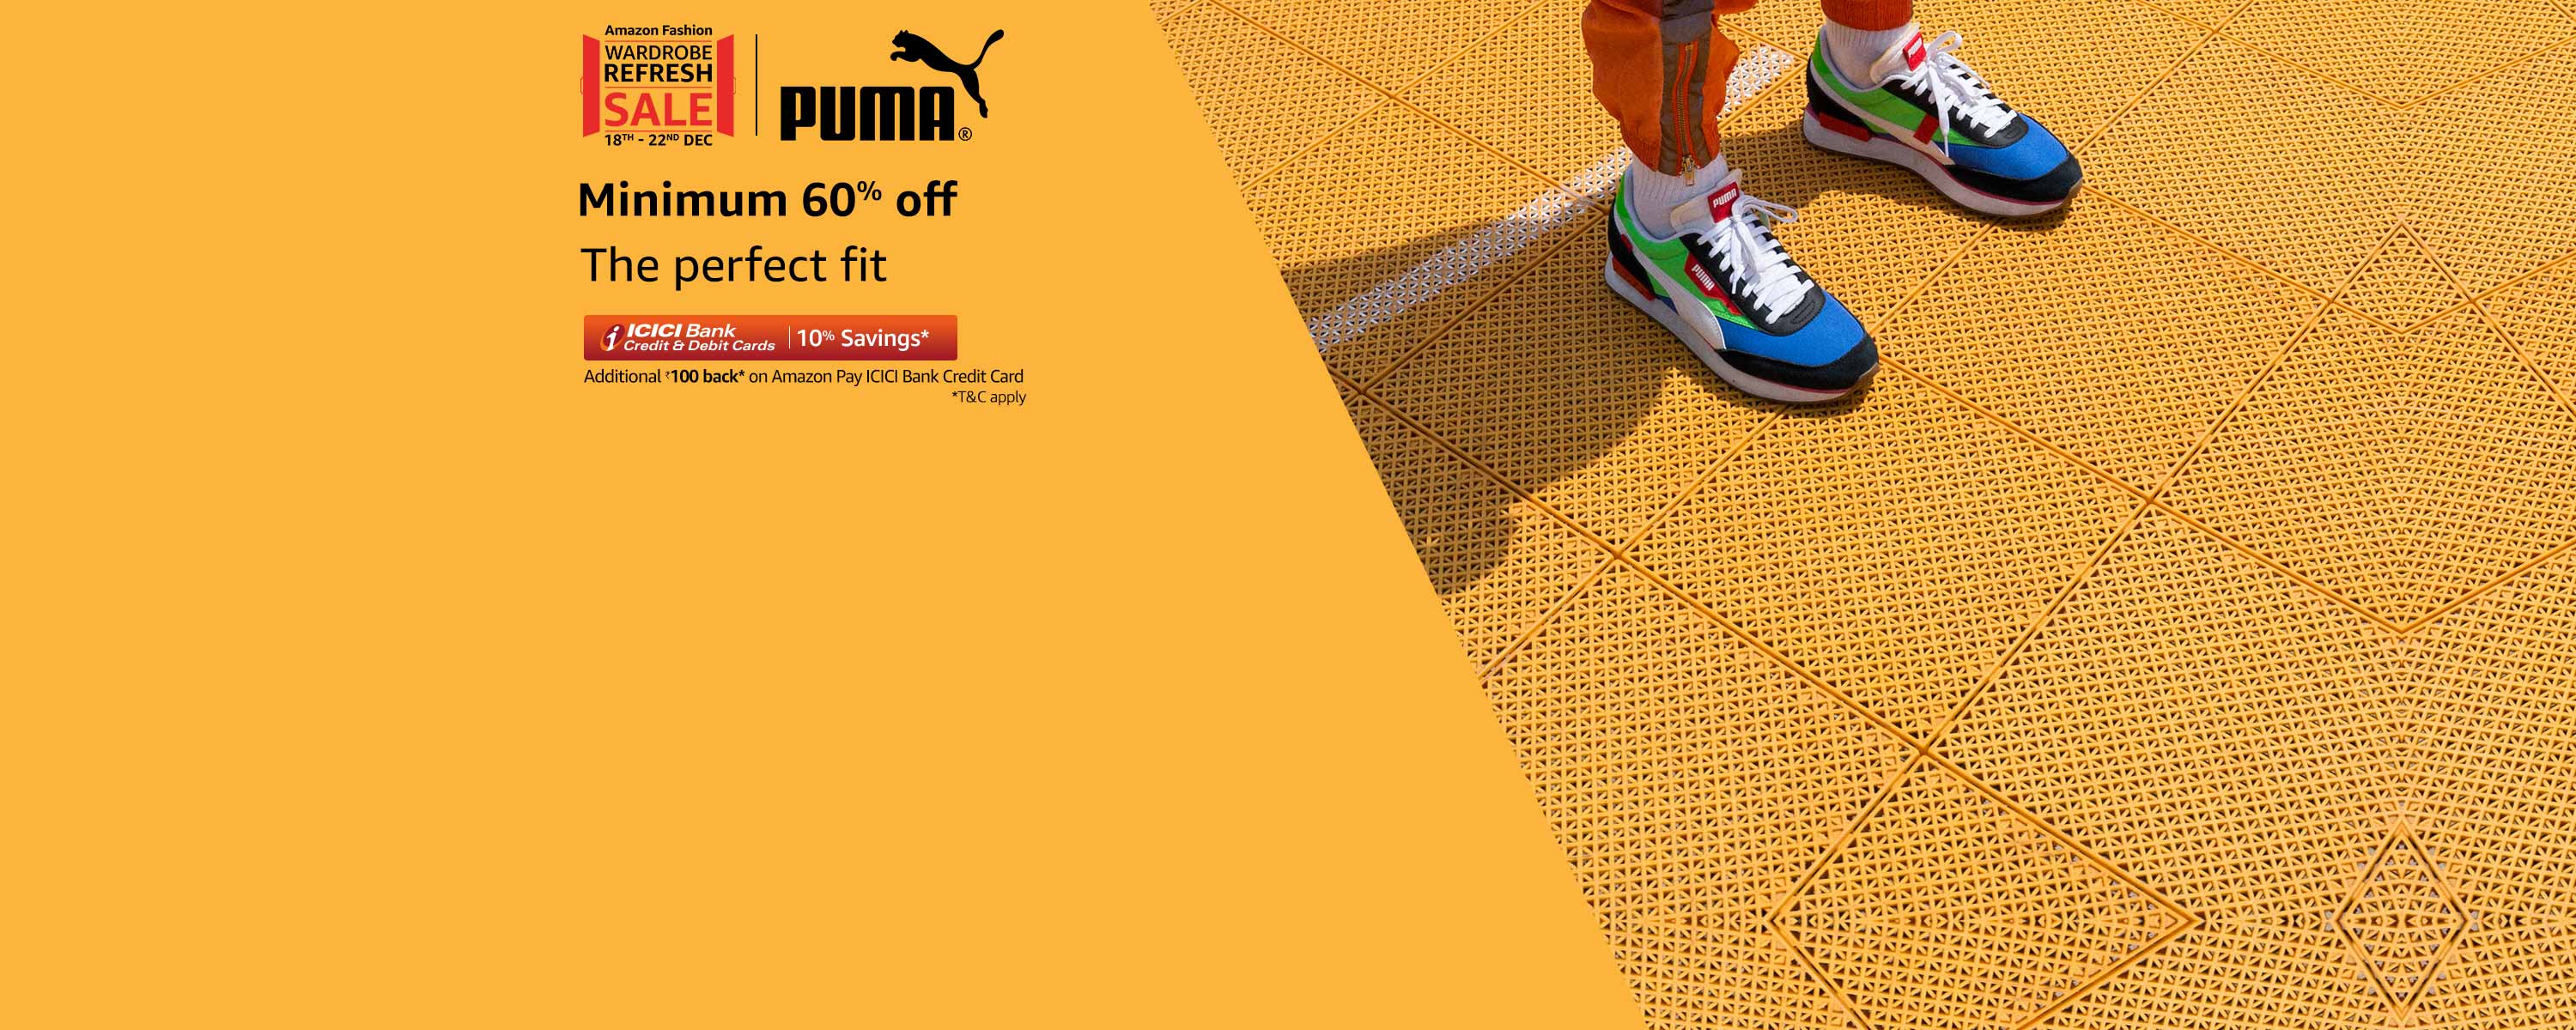 Amazon Fashion
WARDROBE
REFRESH
SALE
18TH - 22ND DEC
PUMA®
Minimum 60% off
The perfect fit
ICICI Bank
Credit & Debit Cards
10% Savings*
Additional ₹100 back* on Amazon Pay ICICI Bank Credit Card
*T&C apply
PUMA
PUMA